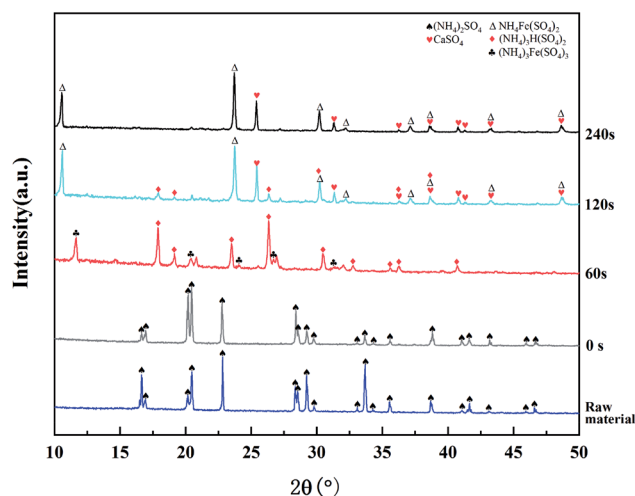 ♠(NH4)2SO4 Δ NH4Fe(SO4)2
♥CaSO4 ♦ (NH4)3H(SO4)2
♣(NH4)3Fe(SO4)3
240s
120s
60s
0 s
Raw
material
Intensity(a.u.)
10 15 20 25 30 35 40 45 50
2θ (°)